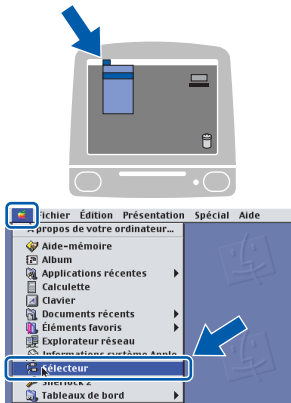 Fichier Édition Présentation Spécial Aide
A propos de votre ordinateur...
Aide-mémoire
Album
Applications récentes
Calculette
Clavier
Documents récents
Éléments favoris
Explorateur réseau
Informations système Apple
Sélecteur
Sherlock 2
Tableaux de bord